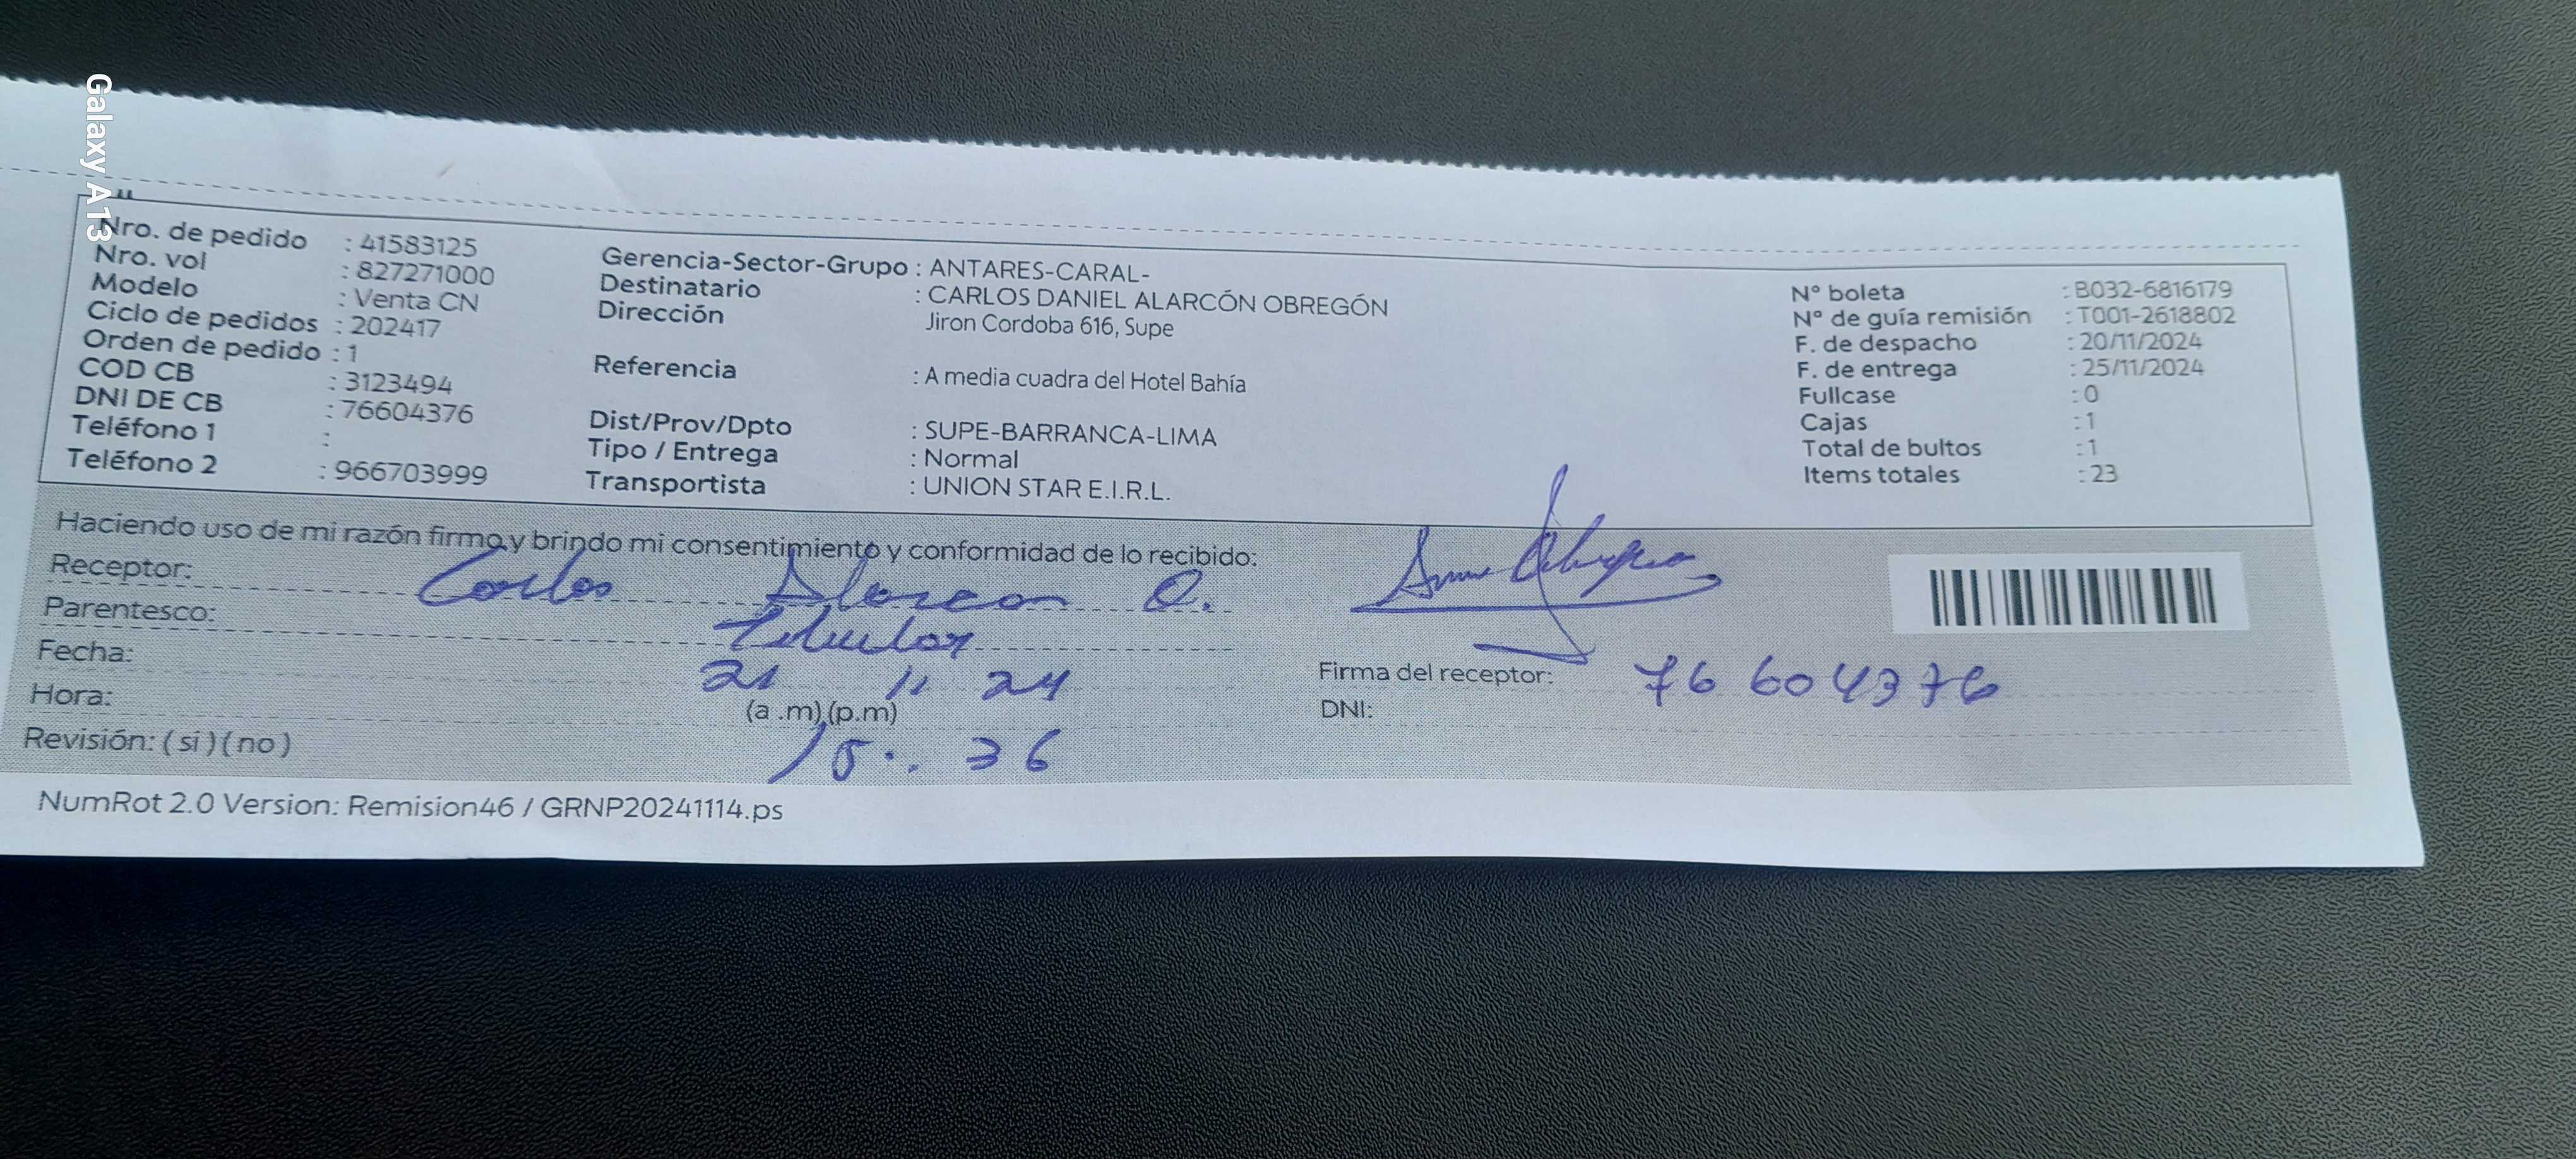 Galaxy A13
Nro. de pedido : 41583125
Nro. vol : 827271000
Modelo : Venta CN
Ciclo de pedidos : 202417
Orden de pedido : 1
COD CB : 3123494
DNI DE CB : 76604376
Teléfono 1 :
Teléfono 2 : 966703999
Gerencia-Sector-Grupo : ANTARES-CARAL-
Destinatario : CARLOS DANIEL ALARCÓN OBREGÓN
Dirección Jiron Cordoba 616, Supe
Referencia : A media cuadra del Hotel Bahía
Dist/Prov/Dpto : SUPE-BARRANCA-LIMA
Tipo / Entrega : Normal
Transportista : UNION STAR E.I.R.L.
N° boleta : B032-6816179
N° de guía remisión : T001-2618802
F. de despacho : 20/11/2024
F. de entrega : 25/11/2024
Fullcase : 0
Cajas : 1
Total de bultos : 1
Items totales : 23
Haciendo uso de mi razón firmo y brindo mi consentimiento y conformidad de lo recibido:
Receptor: Carlos Alarcon O.
Parentesco: Titular
Fecha: 21 11 24
Hora: (a .m) (p.m)
15:36
Revisión: ( si ) ( no )
Firma del receptor: 76604376
DNI:
NumRot 2.0 Version: Remision46 / GRNP20241114.ps